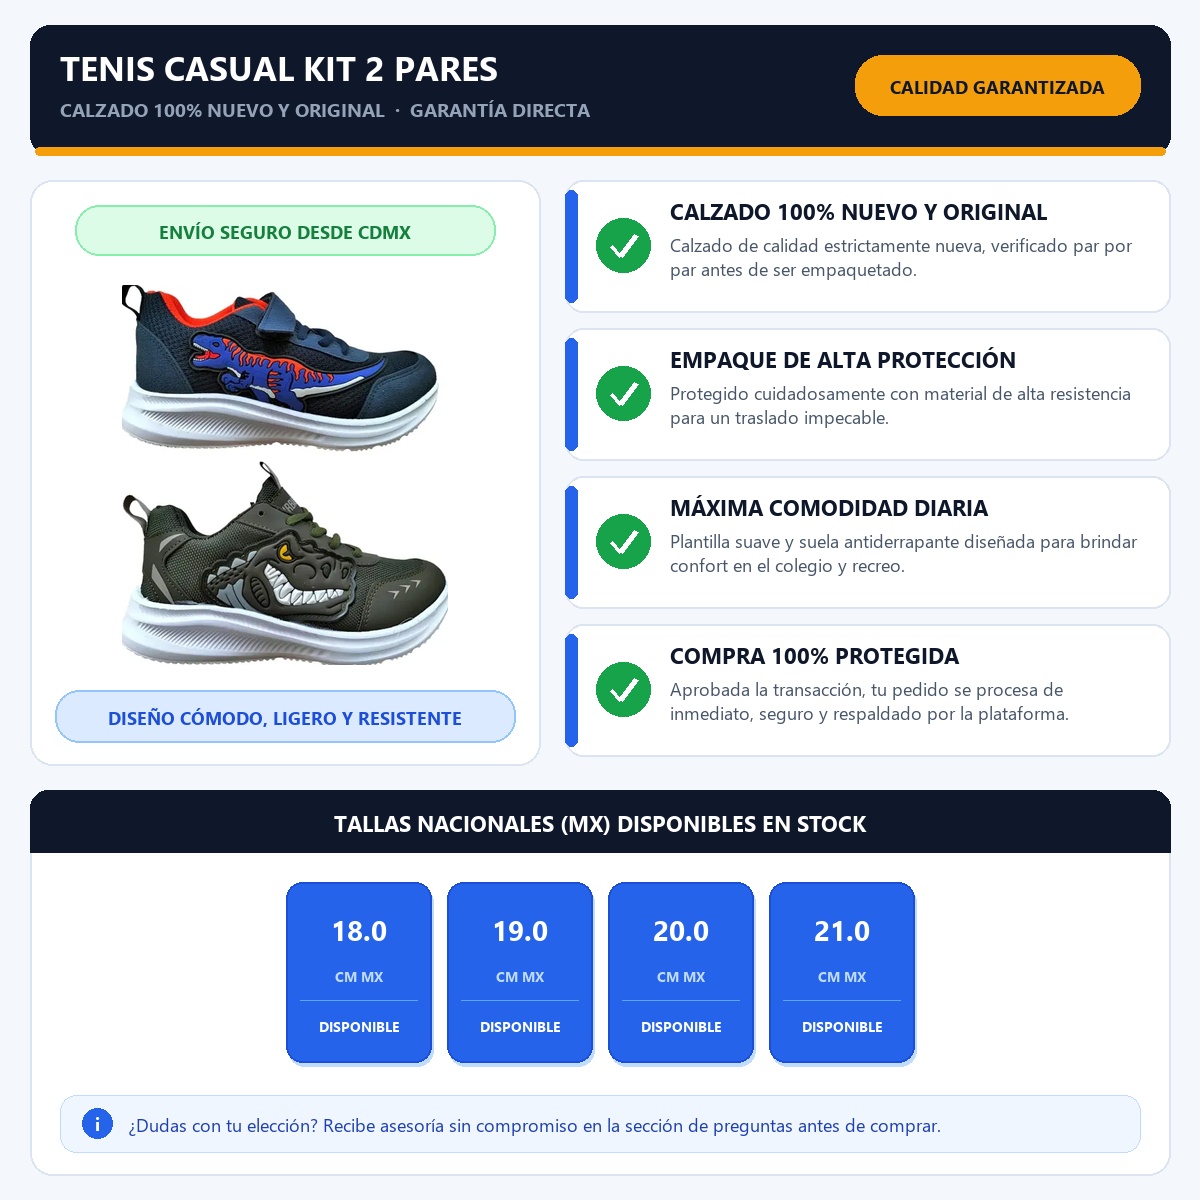 TENIS CASUAL KIT 2 PARES
CALZADO 100% NUEVO Y ORIGINAL · GARANTÍA DIRECTA
CALIDAD GARANTIZADA
ENVÍO SEGURO DESDE CDMX
DISEÑO CÓMODO, LIGERO Y RESISTENTE
CALZADO 100% NUEVO Y ORIGINAL
Calzado de calidad estrictamente nueva, verificado par por
par antes de ser empaquetado.
EMPAQUE DE ALTA PROTECCIÓN
Protegido cuidadosamente con material de alta resistencia
para un traslado impecable.
MÁXIMA COMODIDAD DIARIA
Plantilla suave y suela antiderrapante diseñada para brindar
confort en el colegio y recreo.
COMPRA 100% PROTEGIDA
Aprobada la transacción, tu pedido se procesa de
inmediato, seguro y respaldado por la plataforma.
TALLAS NACIONALES (MX) DISPONIBLES EN STOCK
18.0
CM MX
DISPONIBLE
19.0
CM MX
DISPONIBLE
20.0
CM MX
DISPONIBLE
21.0
CM MX
DISPONIBLE
¿Dudas con tu elección? Recibe asesoría sin compromiso en la sección de preguntas antes de comprar.